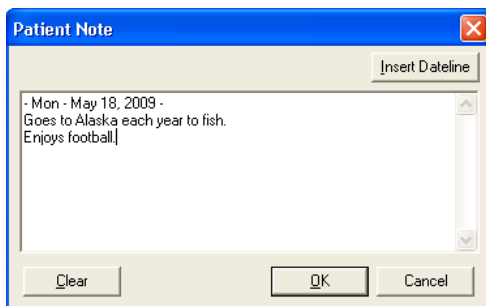 Patient Note
Insert Dateline
- Mon - May 18, 2009 -
Goes to Alaska each year to fish.
Enjoys football.
Clear
OK
Cancel